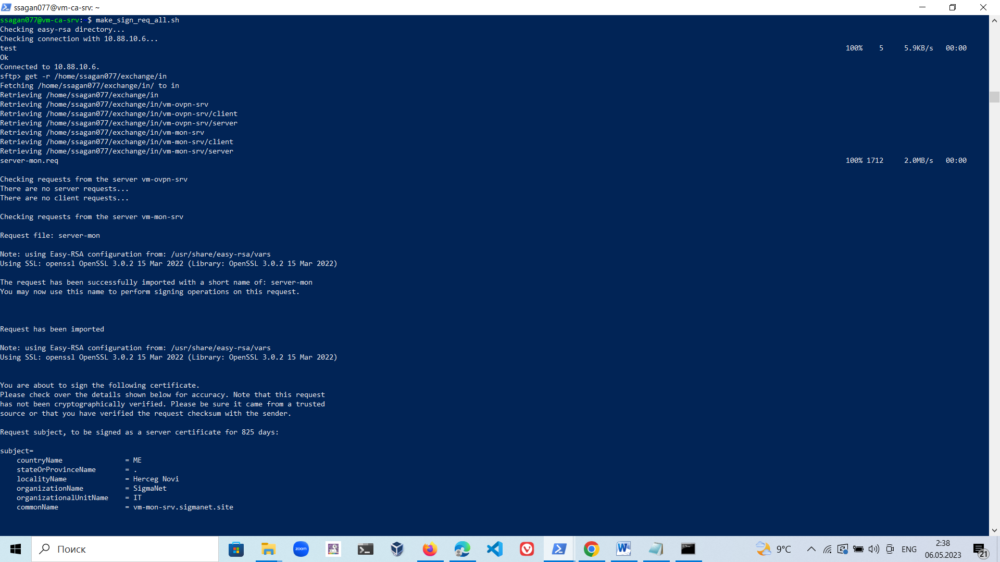 ssagan077@vm-ca-srv: ~
ssagan077@vm-ca-srv: $ make_sign_req_all.sh
Checking easy-rsa directory...
Checking connection with 10.88.10.6...
test 100% 5 5.9KB/s 00:00
Ok
Connected to 10.88.10.6.
sftp> get -r /home/ssagan077/exchange/in
Fetching /home/ssagan077/exchange/in/ to in
Retrieving /home/ssagan077/exchange/in
Retrieving /home/ssagan077/exchange/in/vm-ovpn-srv
Retrieving /home/ssagan077/exchange/in/vm-ovpn-srv/client
Retrieving /home/ssagan077/exchange/in/vm-ovpn-srv/server
Retrieving /home/ssagan077/exchange/in/vm-mon-srv
Retrieving /home/ssagan077/exchange/in/vm-mon-srv/client
Retrieving /home/ssagan077/exchange/in/vm-mon-srv/server
server-mon.req 100% 1712 2.0MB/s 00:00
Checking requests from the server vm-ovpn-srv
There are no server requests...
There are no client requests...
Checking requests from the server vm-mon-srv
Request file: server-mon
Note: using Easy-RSA configuration from: /usr/share/easy-rsa/vars
Using SSL: openssl OpenSSL 3.0.2 15 Mar 2022 (Library: OpenSSL 3.0.2 15 Mar 2022)
The request has been successfully imported with a short name of: server-mon
You may now use this name to perform signing operations on this request.
Request has been imported
Note: using Easy-RSA configuration from: /usr/share/easy-rsa/vars
Using SSL: openssl OpenSSL 3.0.2 15 Mar 2022 (Library: OpenSSL 3.0.2 15 Mar 2022)
You are about to sign the following certificate.
Please check over the details shown below for accuracy. Note that this request
has not been cryptographically verified. Please be sure it came from a trusted
source or that you have verified the request checksum with the sender.
Request subject, to be signed as a server certificate for 825 days:
subject=
countryName = ME
stateOrProvinceName = .
localityName = Herceg Novi
organizationName = SigmaNet
organizationalUnitName = IT
commonName = vm-mon-srv.sigmanet.site
Поиск
zoom
9°C
ENG
2:38
06.05.2023
21